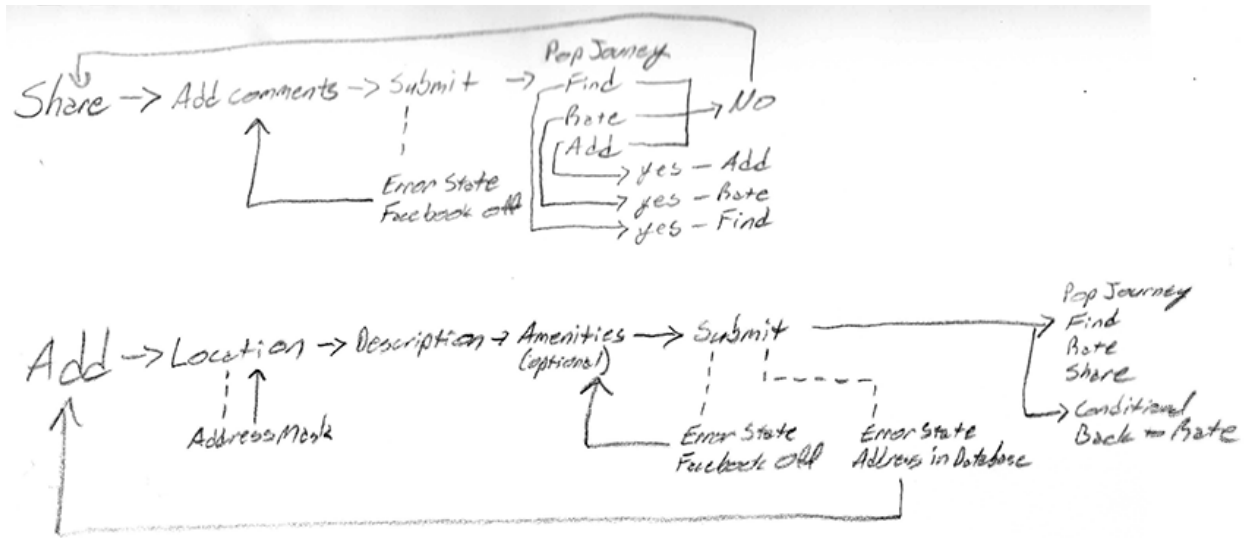 Pop Journey
Share -> Add comments -> Submit -> Find
Rate
Add
No
yes - Add
yes - Rate
yes - Find
Error State
Facebook off
Add -> Location -> Description -> Amenities -> Submit
(optional)
Address Mask
Error State
Facebook off
Error State
Address in Database
Pop Journey
Find
Rate
Share
Conditional
Back to Rate